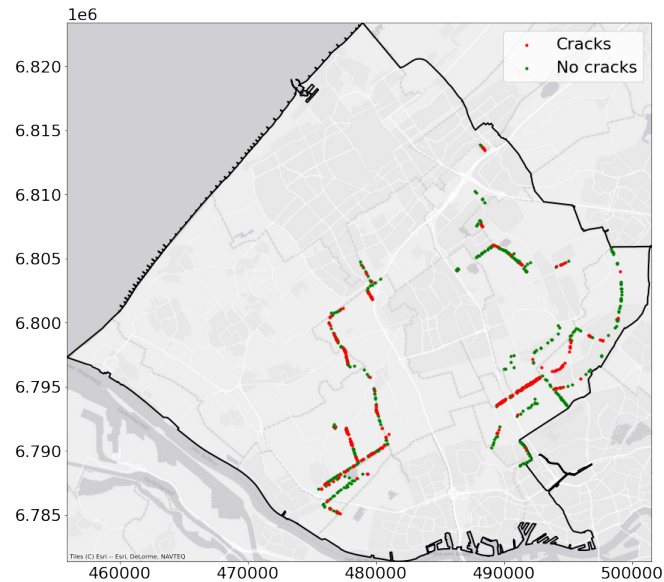 1e6
Cracks
No cracks
6.820
6.815
6.810
6.805
6.800
6.795
6.790
6.785
Tiles (C) Esri -- Esri, DeLorme, NAVTEQ
460000 470000 480000 490000 500000